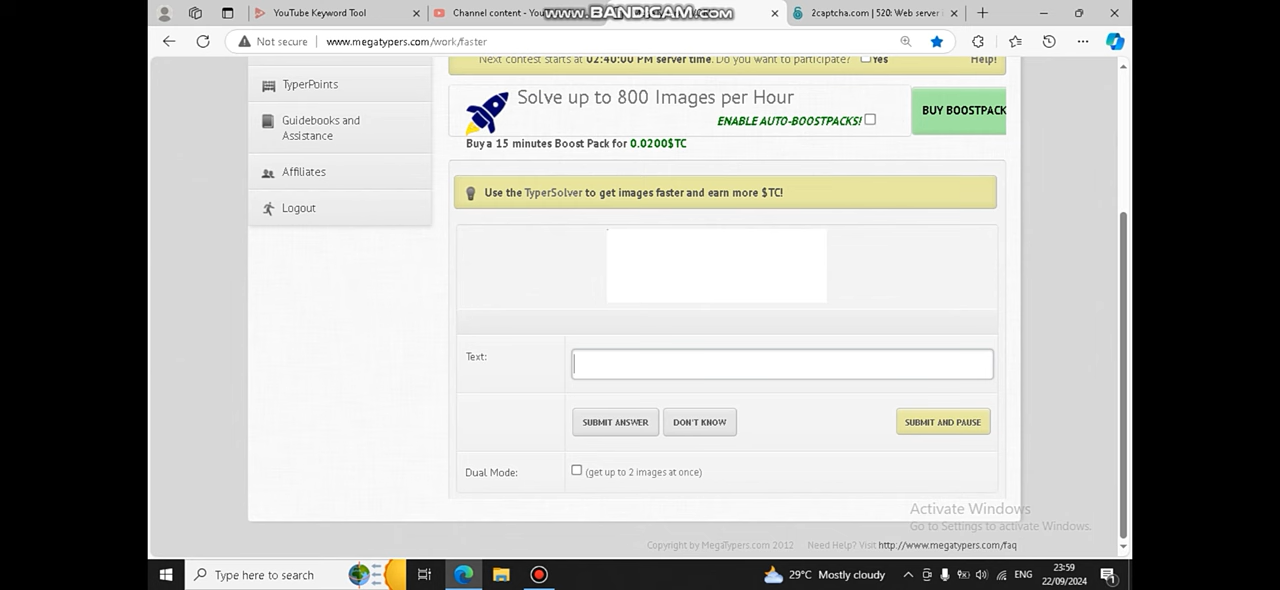 www.BANDICAM.com
YouTube Keyword Tool
Channel content - You
2captcha.com | 520: Web server
Not secure
www.megatypers.com/work/faster
Next contest starts at 02:40:00 PM server time. Do you want to participate? Yes
Help!
TyperPoints
Guidebooks and
Assistance
Affiliates
Logout
Solve up to 800 Images per Hour
ENABLE AUTO-BOOSTPACKS!
BUY BOOSTPACK
Buy a 15 minutes Boost Pack for 0.0200$TC
Use the TyperSolver to get images faster and earn more $TC!
Text:
SUBMIT ANSWER
DON'T KNOW
SUBMIT AND PAUSE
Dual Mode:
(get up to 2 images at once)
Activate Windows
Go to Settings to activate Windows.
Copyright by MegaTypers.com 2012
Need Help? Visit http://www.megatypers.com/faq
Type here to search
29°C Mostly cloudy
ENG
23:59
22/09/2024
1